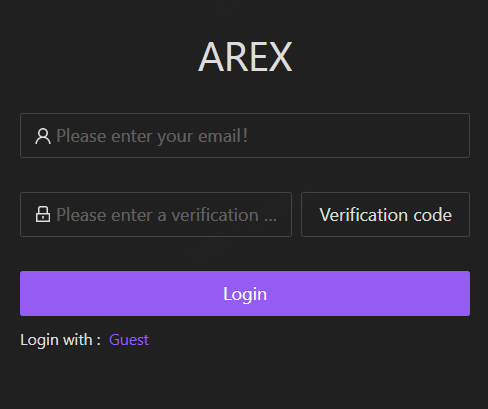 AREX
Please enter your email!
Please enter a verification ...
Verification code
Login
Login with : Guest